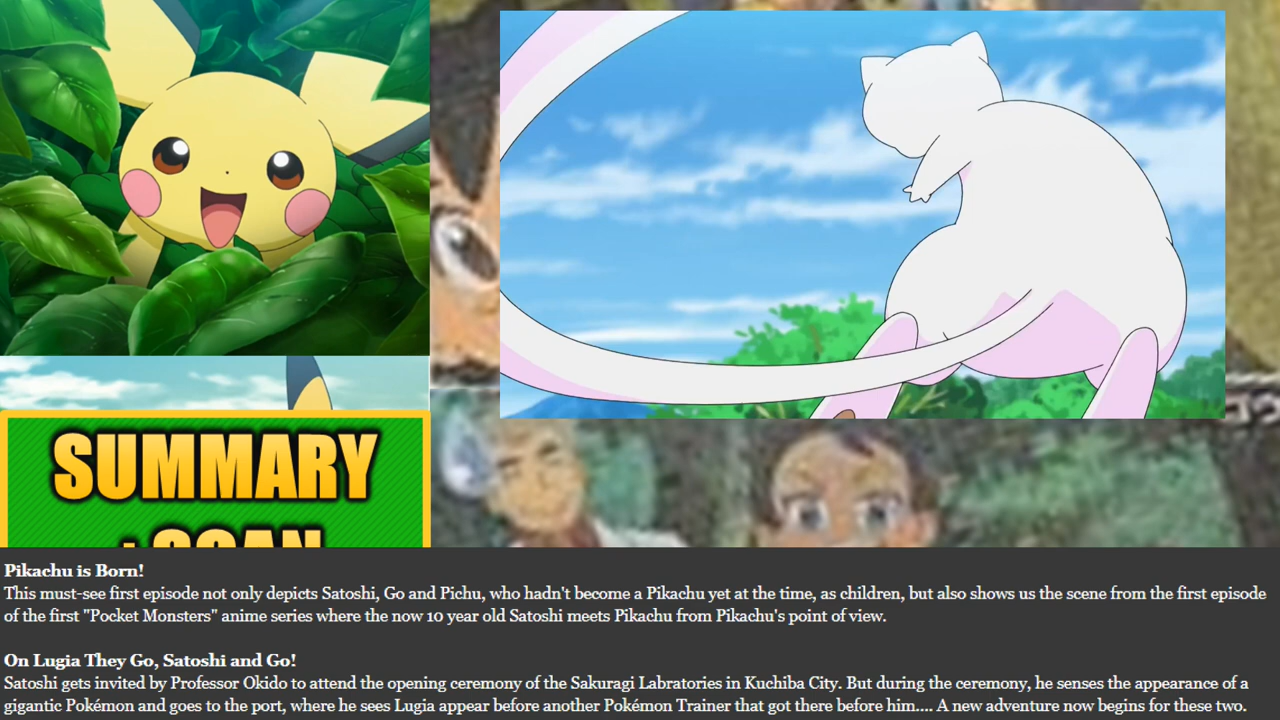 SUMMARY
+SCAN
Pikachu is Born!
This must-see first episode not only depicts Satoshi, Go and Pichu, who hadn't become a Pikachu yet at the time, as children, but also shows us the scene from the first episode
of the first "Pocket Monsters" anime series where the now 10 year old Satoshi meets Pikachu from Pikachu's point of view.
On Lugia They Go, Satoshi and Go!
Satoshi gets invited by Professor Okido to attend the opening ceremony of the Sakuragi Labratories in Kuchiba City. But during the ceremony, he senses the appearance of a
gigantic Pokémon and goes to the port, where he sees Lugia appear before another Pokémon Trainer that got there before him.... A new adventure now begins for these two.